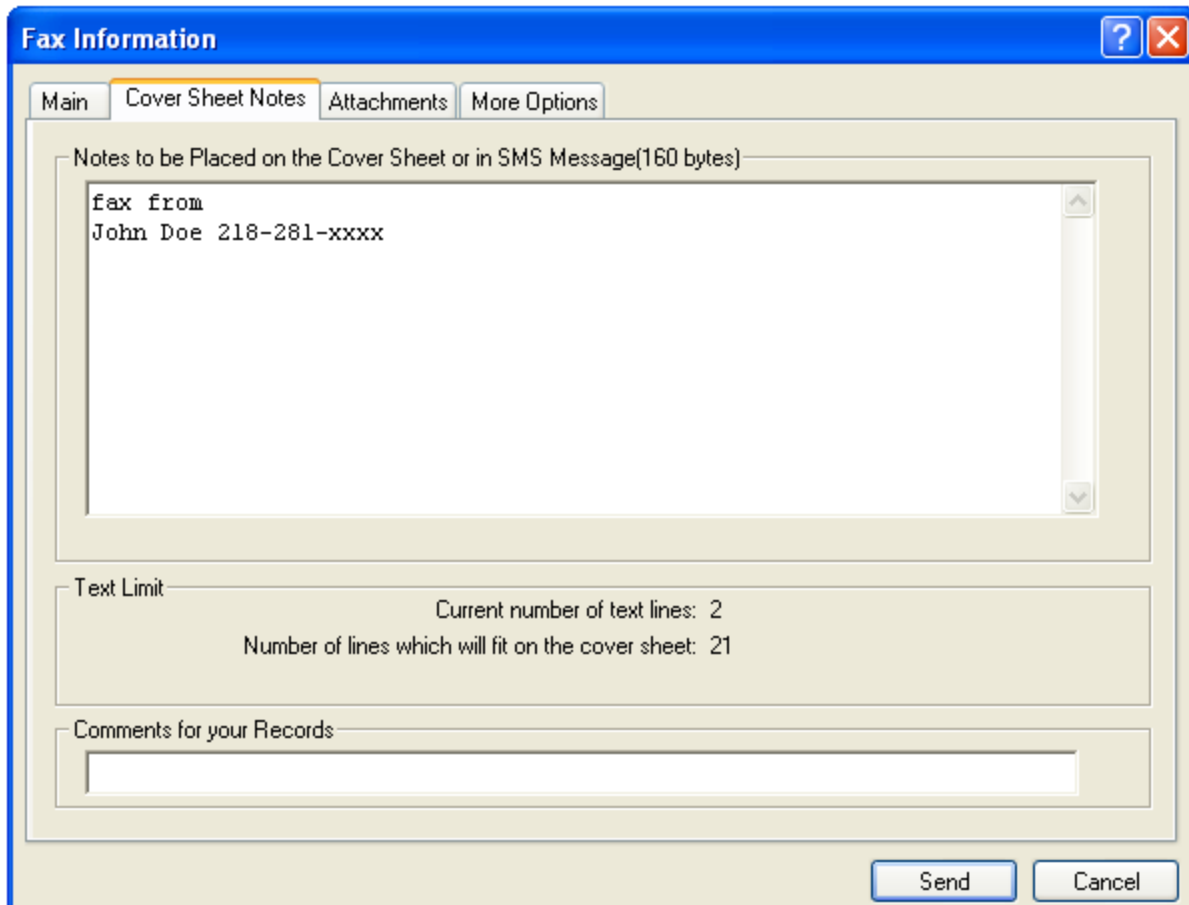 Fax Information
Main
Cover Sheet Notes
Attachments
More Options
Notes to be Placed on the Cover Sheet or in SMS Message(160 bytes)
fax from
John Doe 218-281-xxxx
Text Limit
Current number of text lines: 2
Number of lines which will fit on the cover sheet: 21
Comments for your Records
Send
Cancel